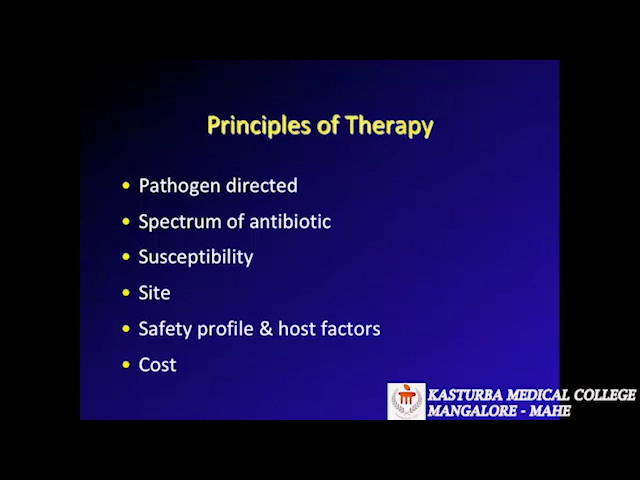 Principles of Therapy
• Pathogen directed
• Spectrum of antibiotic
• Susceptibility
• Site
• Safety profile & host factors
• Cost
KASTURBA MEDICAL COLLEGE
MANGALORE - MAHE